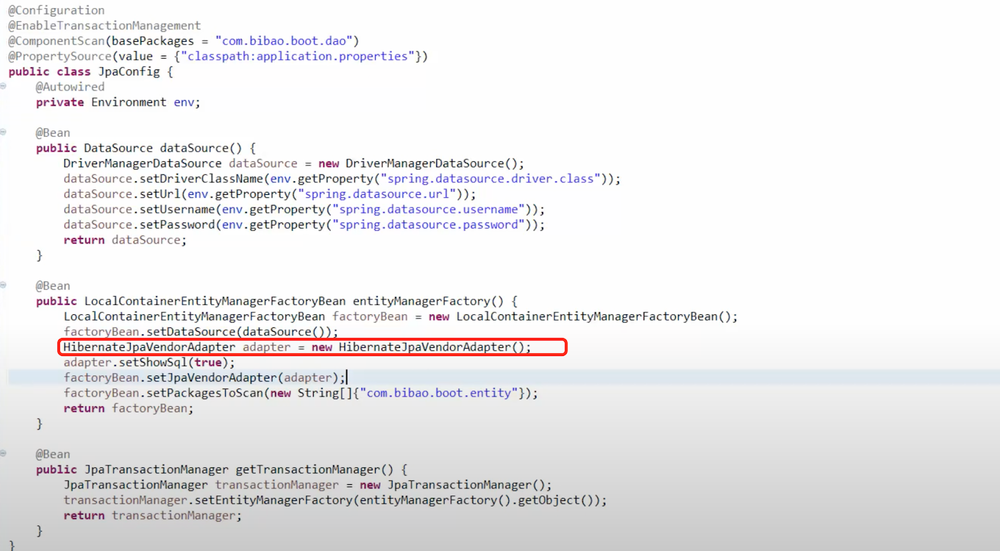 @Configuration
@EnableTransactionManagement
@ComponentScan(basePackages = "com.bibao.boot.dao")
@PropertySource(value = {"classpath:application.properties"})
public class JpaConfig {
@Autowired
private Environment env;
@Bean
public DataSource dataSource() {
DriverManagerDataSource dataSource = new DriverManagerDataSource();
dataSource.setDriverClassName(env.getProperty("spring.datasource.driver.class"));
dataSource.setUrl(env.getProperty("spring.datasource.url"));
dataSource.setUsername(env.getProperty("spring.datasource.username"));
dataSource.setPassword(env.getProperty("spring.datasource.password"));
return dataSource;
}
@Bean
public LocalContainerEntityManagerFactoryBean entityManagerFactory() {
LocalContainerEntityManagerFactoryBean factoryBean = new LocalContainerEntityManagerFactoryBean();
factoryBean.setDataSource(dataSource());
HibernateJpaVendorAdapter adapter = new HibernateJpaVendorAdapter();
adapter.setShowSql(true);
factoryBean.setJpaVendorAdapter(adapter);
factoryBean.setPackagesToScan(new String[]{"com.bibao.boot.entity"});
return factoryBean;
}
@Bean
public JpaTransactionManager getTransactionManager() {
JpaTransactionManager transactionManager = new JpaTransactionManager();
transactionManager.setEntityManagerFactory(entityManagerFactory().getObject());
return transactionManager;
}
}